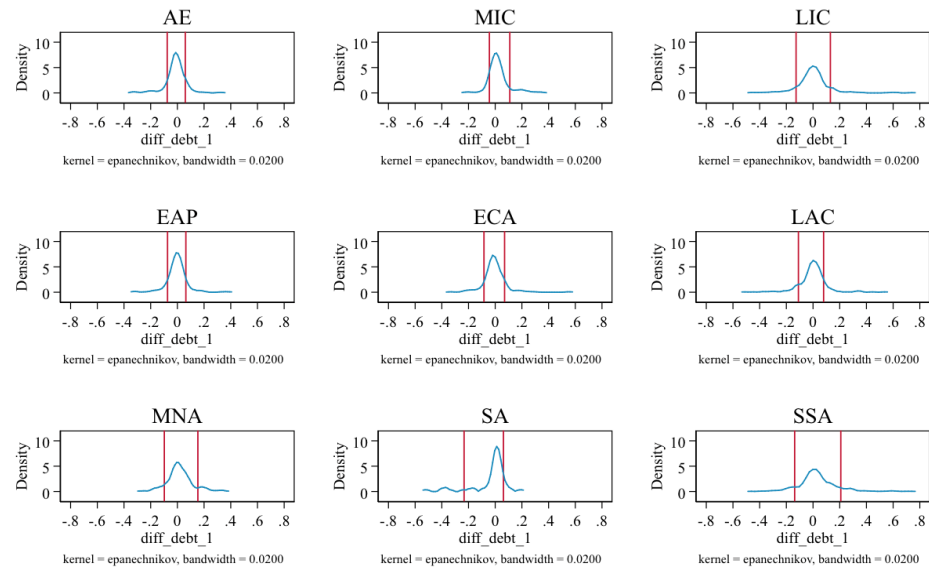 AE MIC LIC
Density 10 5 0 Density 10 5 0 Density 10 5 0
-.8 -.6 -.4 -.2 0 .2 .4 .6 .8 -.8 -.6 -.4 -.2 0 .2 .4 .6 .8 -.8 -.6 -.4 -.2 0 .2 .4 .6 .8
diff_debt_1 diff_debt_1 diff_debt_1
kernel = epanechnikov, bandwidth = 0.0200 kernel = epanechnikov, bandwidth = 0.0200 kernel = epanechnikov, bandwidth = 0.0200
EAP ECA LAC
Density 10 5 0 Density 10 5 0 Density 10 5 0
-.8 -.6 -.4 -.2 0 .2 .4 .6 .8 -.8 -.6 -.4 -.2 0 .2 .4 .6 .8 -.8 -.6 -.4 -.2 0 .2 .4 .6 .8
diff_debt_1 diff_debt_1 diff_debt_1
kernel = epanechnikov, bandwidth = 0.0200 kernel = epanechnikov, bandwidth = 0.0200 kernel = epanechnikov, bandwidth = 0.0200
MNA SA SSA
Density 10 5 0 Density 10 5 0 Density 10 5 0
-.8 -.6 -.4 -.2 0 .2 .4 .6 .8 -.8 -.6 -.4 -.2 0 .2 .4 .6 .8 -.8 -.6 -.4 -.2 0 .2 .4 .6 .8
diff_debt_1 diff_debt_1 diff_debt_1
kernel = epanechnikov, bandwidth = 0.0200 kernel = epanechnikov, bandwidth = 0.0200 kernel = epanechnikov, bandwidth = 0.0200